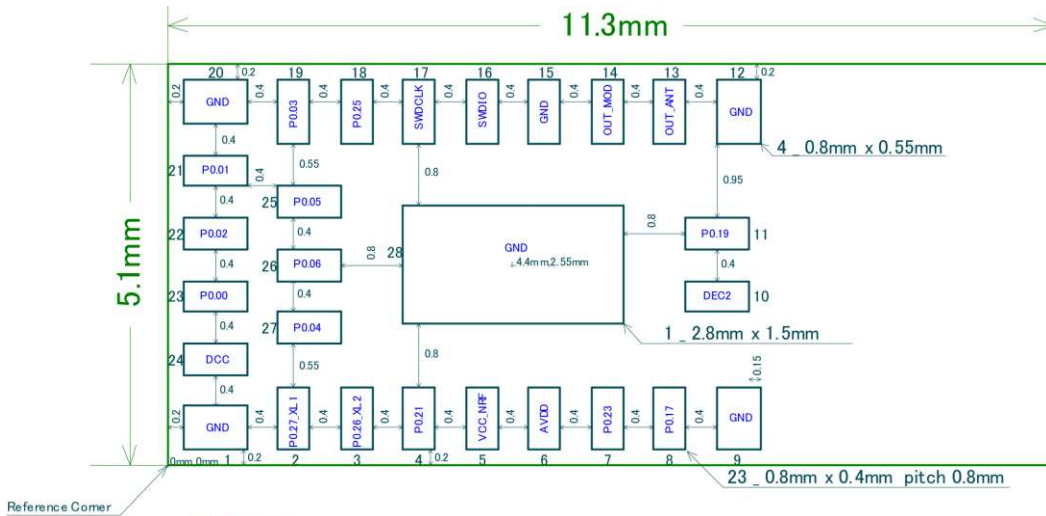 11.3mm
20 0.2 19 18 17 16 15 14 13 12 0.2
0.2 GND 0.4 P0.03 0.4 P0.25 0.4 SWDCLK 0.4 SWDIO 0.4 GND 0.4 OUT_MOD 0.4 OUT_ANT 0.4 GND
4 _ 0.8mm x 0.55mm
0.4 0.55 0.8 0.95
21 P0.01 0.4
0.4 25 P0.05
22 P0.02 0.4 0.8 P0.19 11
5.1mm
26 P0.06 0.8 28 GND
4.4mm,2.55mm
0.4 0.4
23 P0.00 0.4 DEC2 10
27 P0.04
0.4 1 _ 2.8mm x 1.5mm
24 DCC 0.55 0.8 0.15
0.4
0.2 GND 0.4 P0.27_XL1 0.4 P0.26_XL2 0.4 P0.21 0.4 VCC_NRF 0.4 AVDD 0.4 P0.23 0.4 P0.17 0.4 GND
0mm,0mm 1 0.2 2 3 4 0.2 5 6 7 8 9
23 _ 0.8mm x 0.4mm pitch 0.8mm
Reference Corner